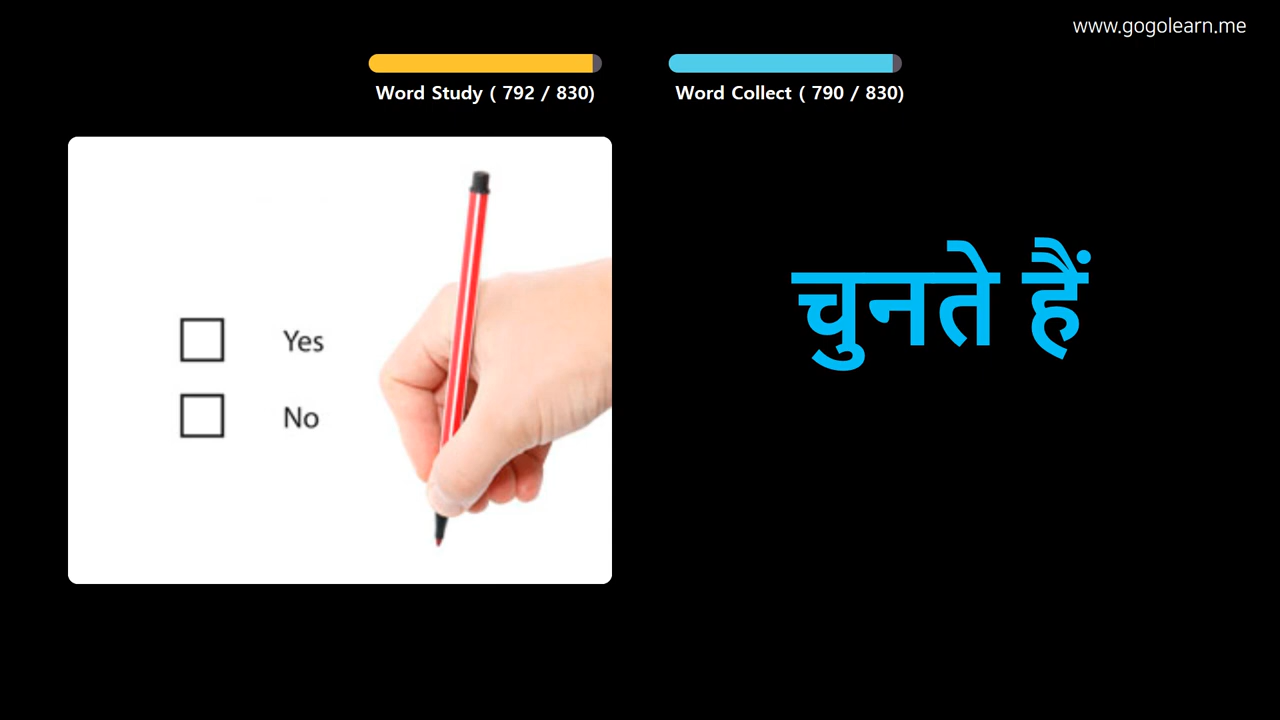 www.gogolearn.me
Word Study ( 792 / 830)
Word Collect ( 790 / 830)
Yes
No
चुनते हैं